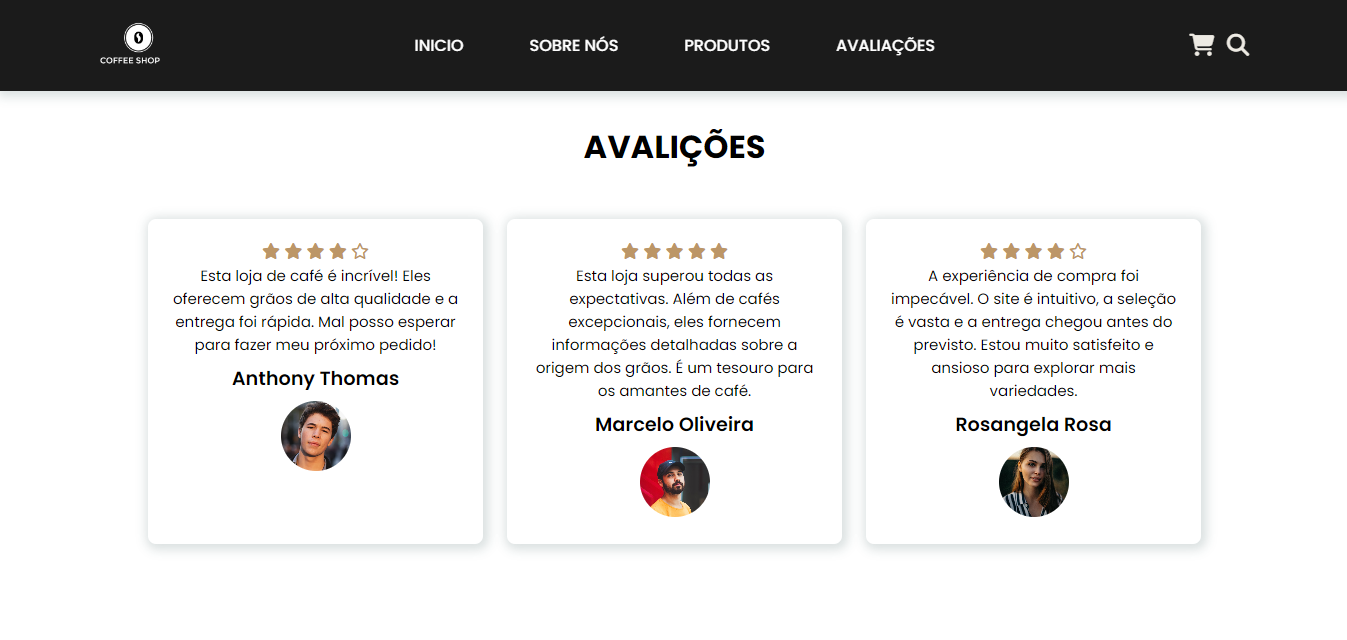 COFFEE SHOP
INICIO
SOBRE NÓS
PRODUTOS
AVALIAÇÕES
AVALIÇÕES
Esta loja de café é incrível! Eles
oferecem grãos de alta qualidade e a
entrega foi rápida. Mal posso esperar
para fazer meu próximo pedido!
Anthony Thomas
Esta loja superou todas as
expectativas. Além de cafés
excepcionais, eles fornecem
informações detalhadas sobre a
origem dos grãos. É um tesouro para
os amantes de café.
Marcelo Oliveira
A experiência de compra foi
impecável. O site é intuitivo, a seleção
é vasta e a entrega chegou antes do
previsto. Estou muito satisfeito e
ansioso para explorar mais
variedades.
Rosangela Rosa